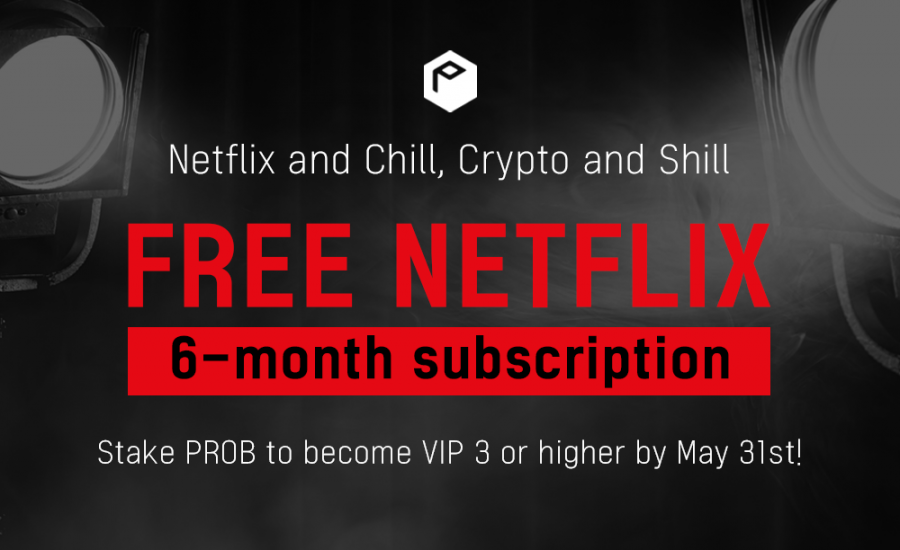 Netflix and Chill, Crypto and Shill
FREE NETFLIX
6-month subscription
Stake PROB to become VIP 3 or higher by May 31st!